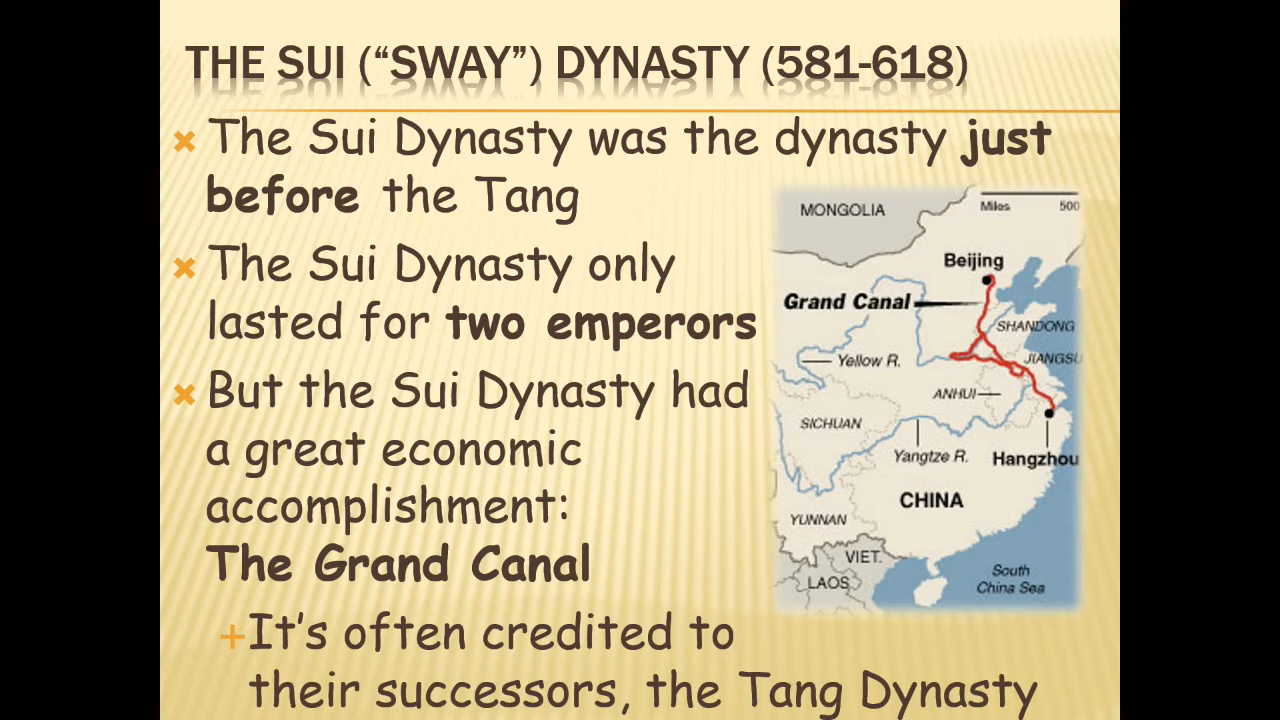 THE SUI (“SWAY”) DYNASTY (581-618)
The Sui Dynasty was the dynasty just
before the Tang
The Sui Dynasty only
lasted for two emperors
But the Sui Dynasty had
a great economic
accomplishment:
The Grand Canal
It’s often credited to
their successors, the Tang Dynasty
MONGOLIA
Miles 500
Beijing
Grand Canal
SHANDONG
Yellow R.
JIANGSU
ANHUI
SICHUAN
Yangtze R.
Hangzhou
CHINA
YUNNAN
VIET.
LAOS
South
China Sea